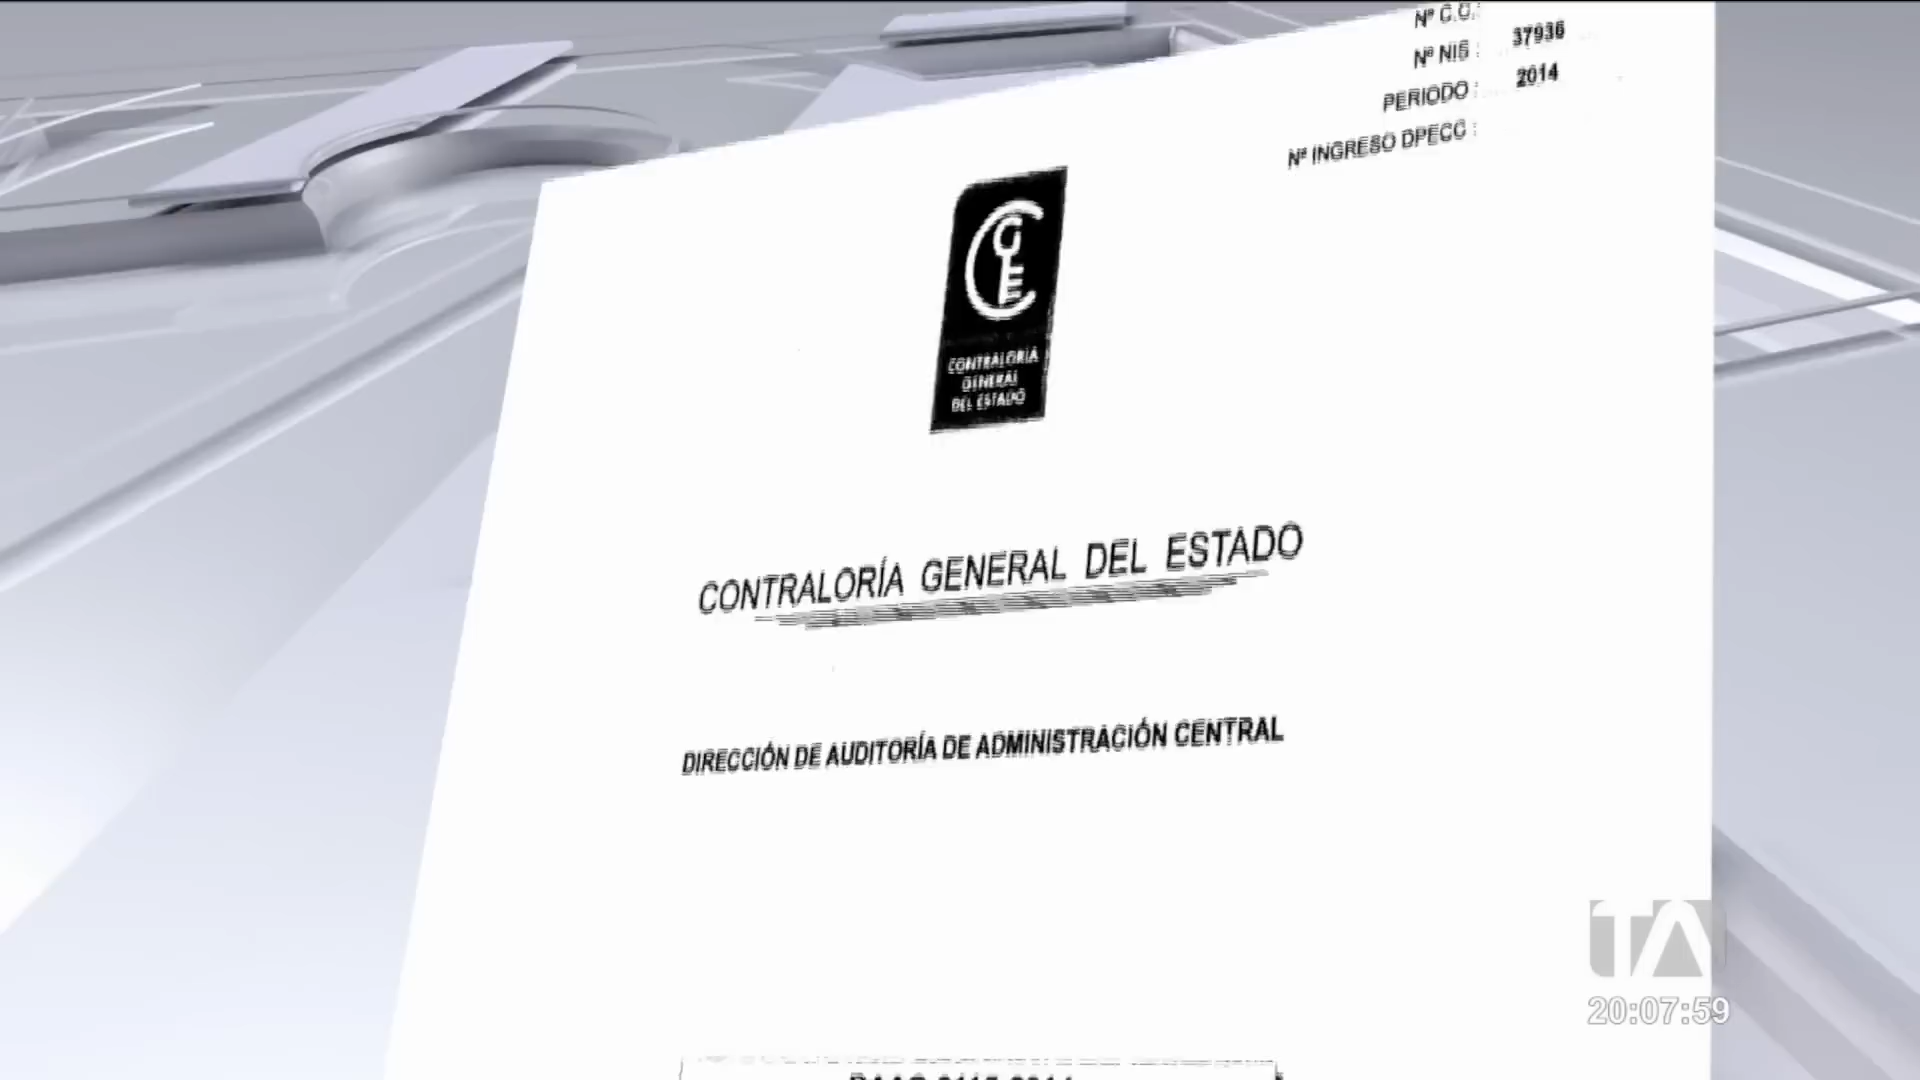 Nº C.G.:
Nº NIS : 37936
PERIODO : 2014
Nº INGRESO DPECC :
CGE
CONTRALORÍA
GENERAL
DEL ESTADO
CONTRALORÍA GENERAL DEL ESTADO
DIRECCIÓN DE AUDITORÍA DE ADMINISTRACIÓN CENTRAL
TA
20:07:59